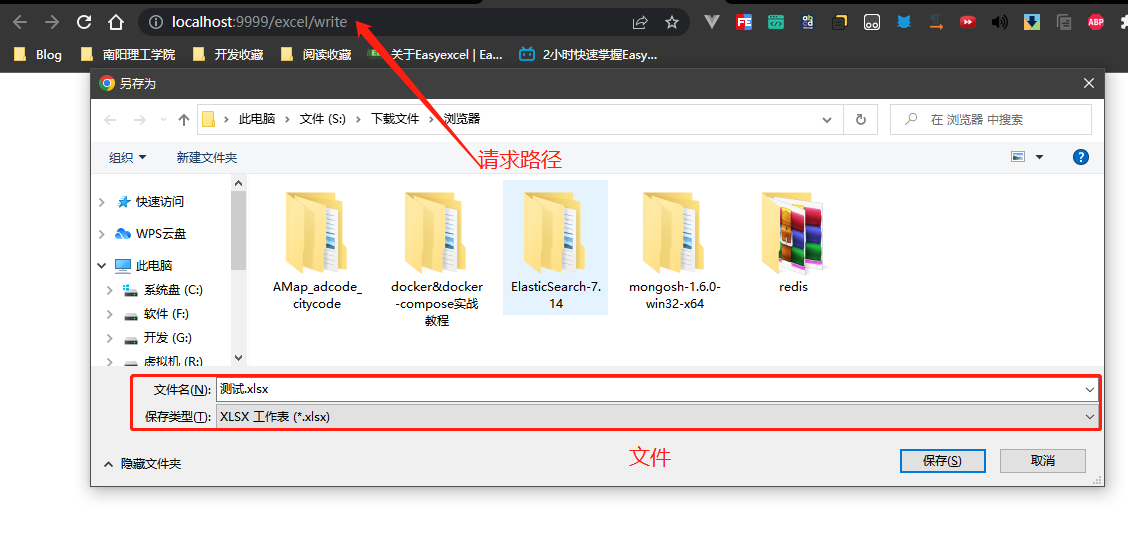 localhost:9999/excel/write
Blog
南阳理工学院
开发收藏
阅读收藏
关于Easyexcel | Ea...
2小时快速掌握Easy...
另存为
此电脑 › 文件 (S:) › 下载文件 › 浏览器
在 浏览器 中搜索
请求路径
组织
新建文件夹
快速访问
WPS云盘
此电脑
系统盘 (C:)
软件 (F:)
开发 (G:)
虚拟机 (R:)
AMap_adcode_
citycode
docker&docker
-compose实战
教程
ElasticSearch-7.
14
mongosh-1.6.0-
win32-x64
redis
文件名(N): 测试.xlsx
保存类型(T): XLSX 工作表 (*.xlsx)
文件
隐藏文件夹
保存(S)
取消
ABP